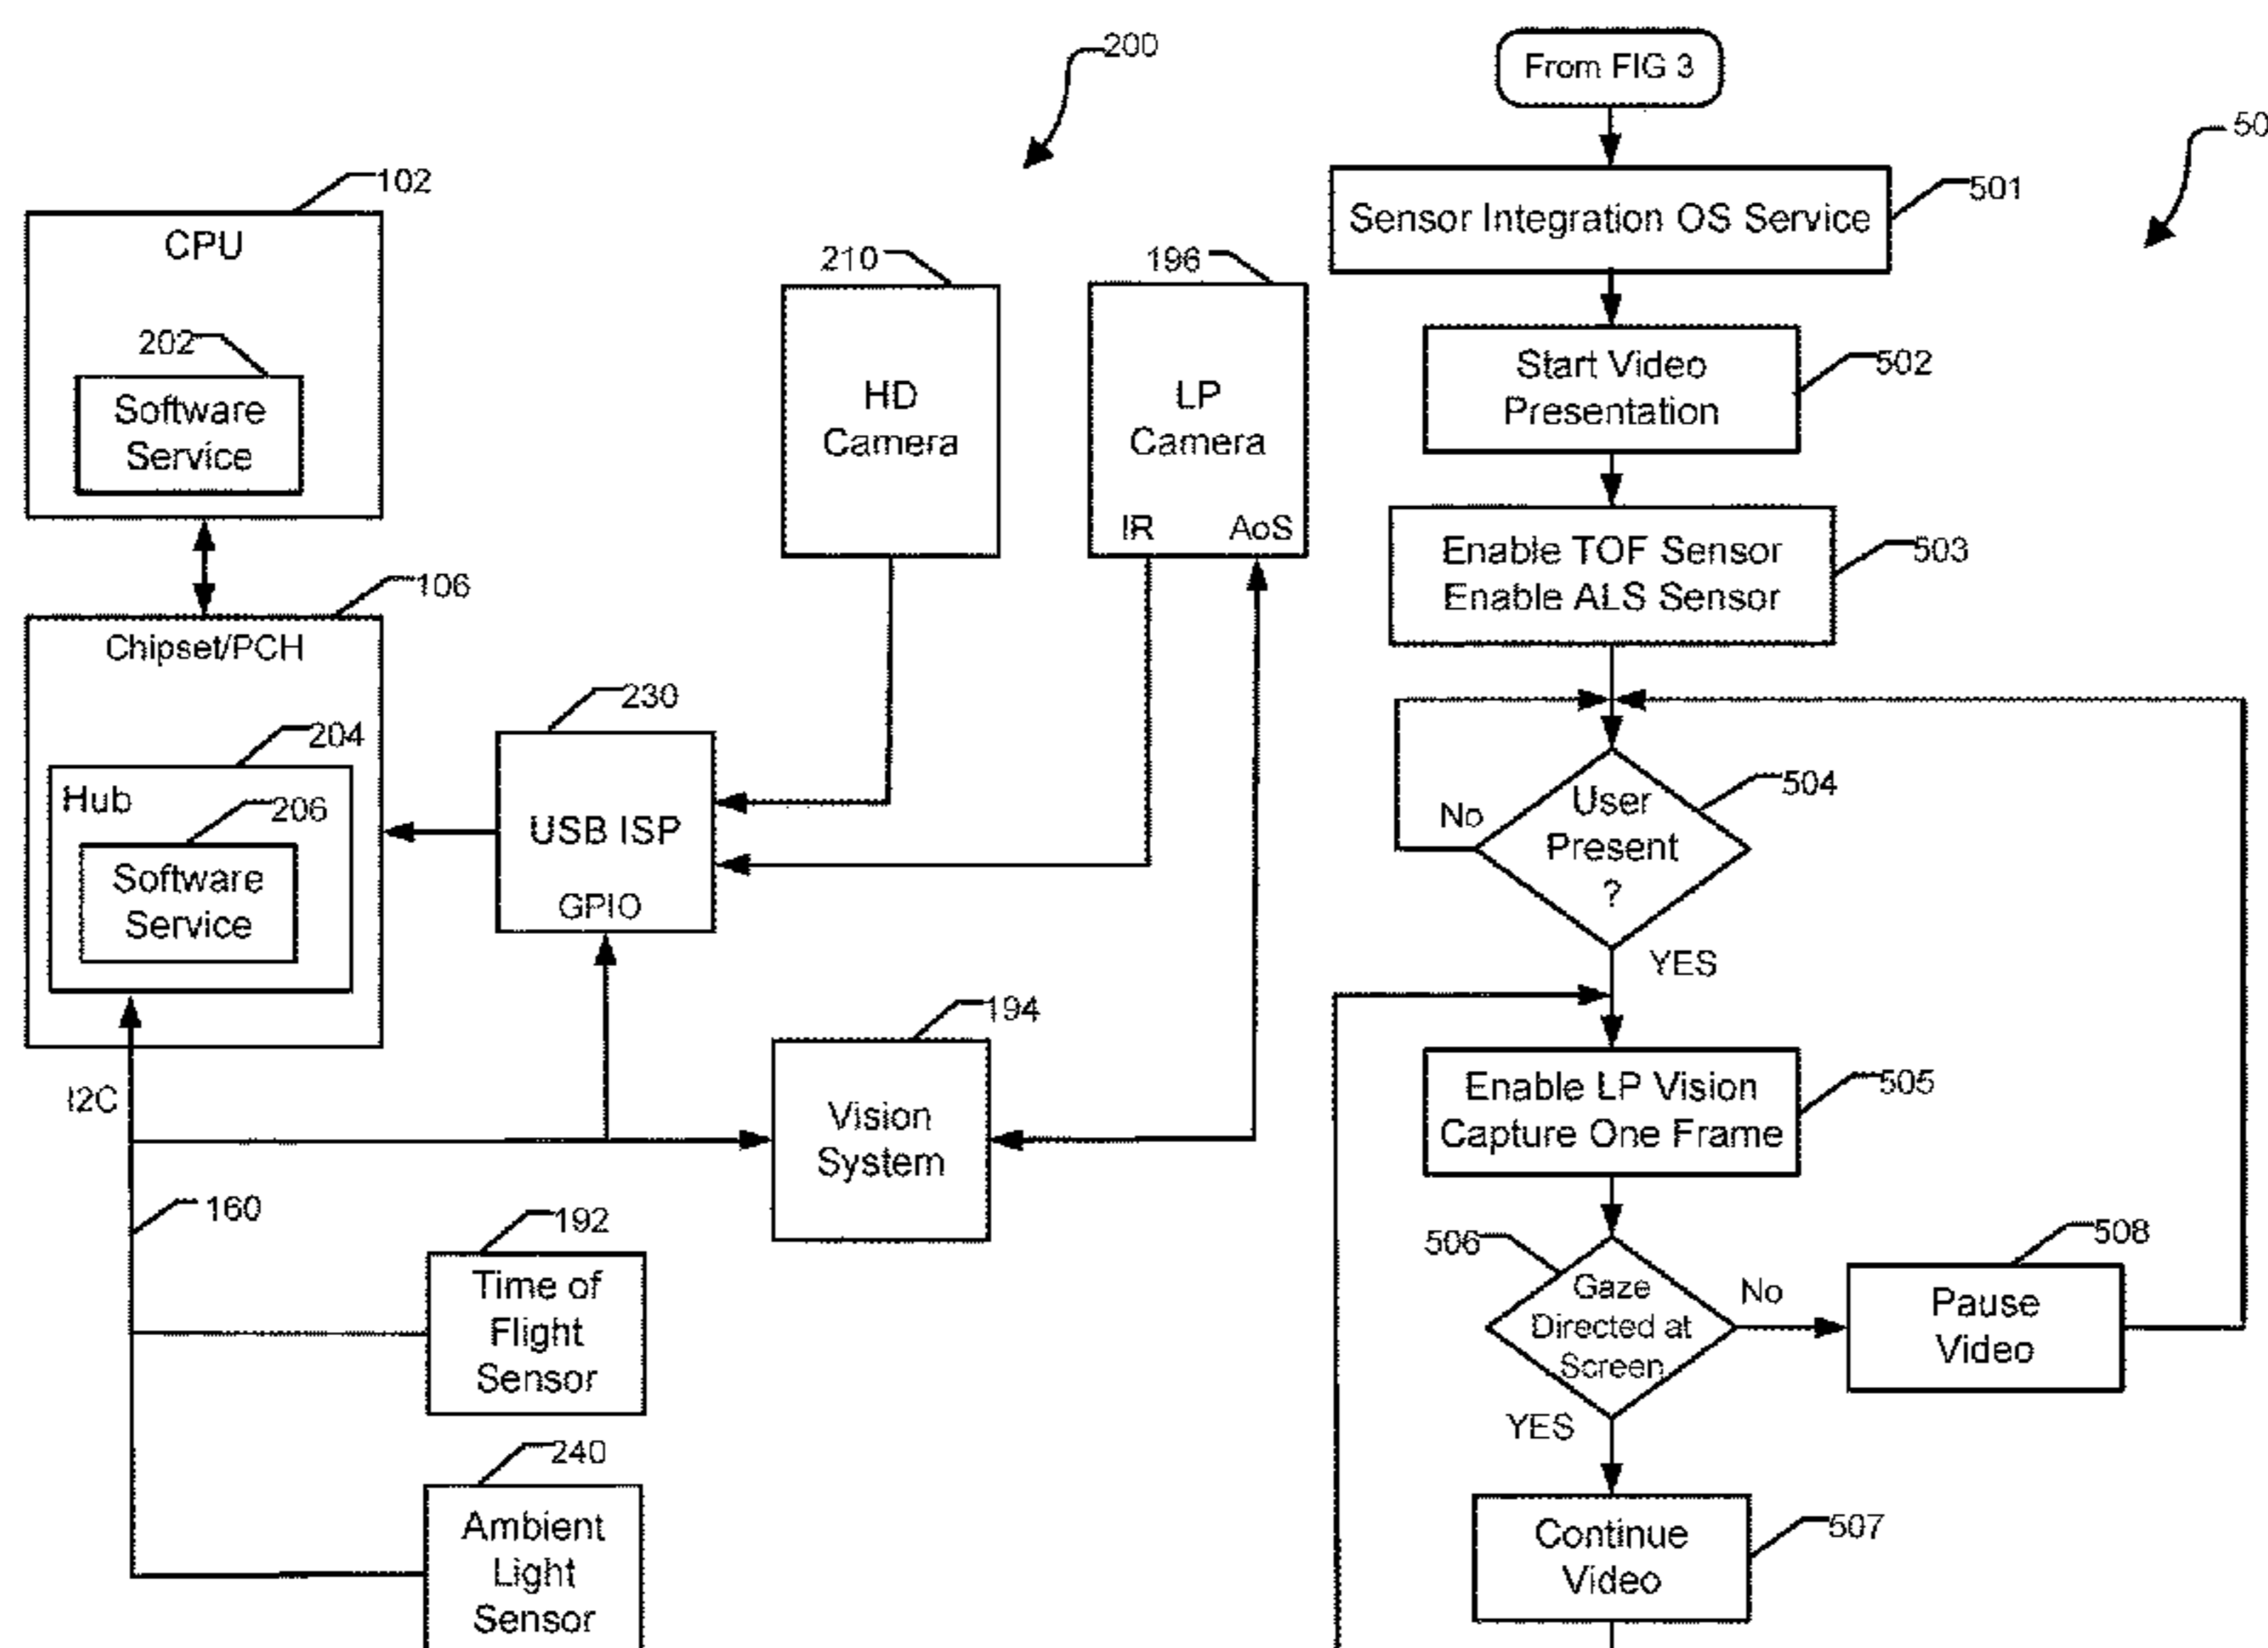 200
102
CPU
202
Software
Service
106
Chipset/PCH
204
Hub
206
Software
Service
I2C
160
210
HD
Camera
196
LP
Camera
IR AoS
230
USB ISP
GPIO
194
Vision
System
192
Time of
Flight
Sensor
240
Ambient
Light
Sensor
From FIG 3
50
Sensor Integration OS Service
501
Start Video
Presentation
502
Enable TOF Sensor
Enable ALS Sensor
503
User
Present
?
504
No
YES
Enable LP Vision
Capture One Frame
505
506
Gaze
Directed at
Screen
No
508
Pause
Video
YES
Continue
Video
507